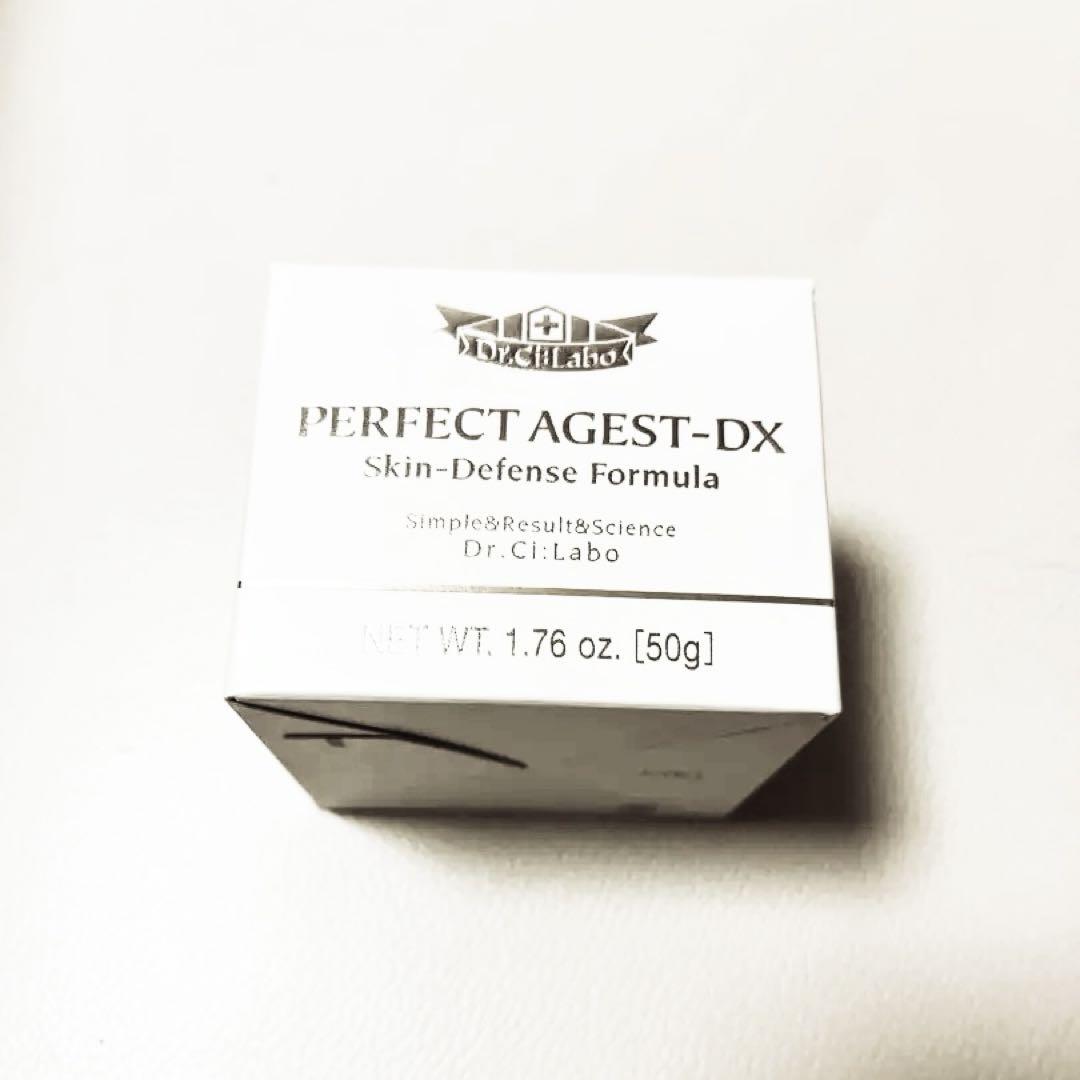 Dr.Ci:Labo
PERFECT AGEST-DX
Skin-Defense Formula
Simple&Result&Science
Dr.Ci:Labo
NET WT. 1.76 oz. [50g]